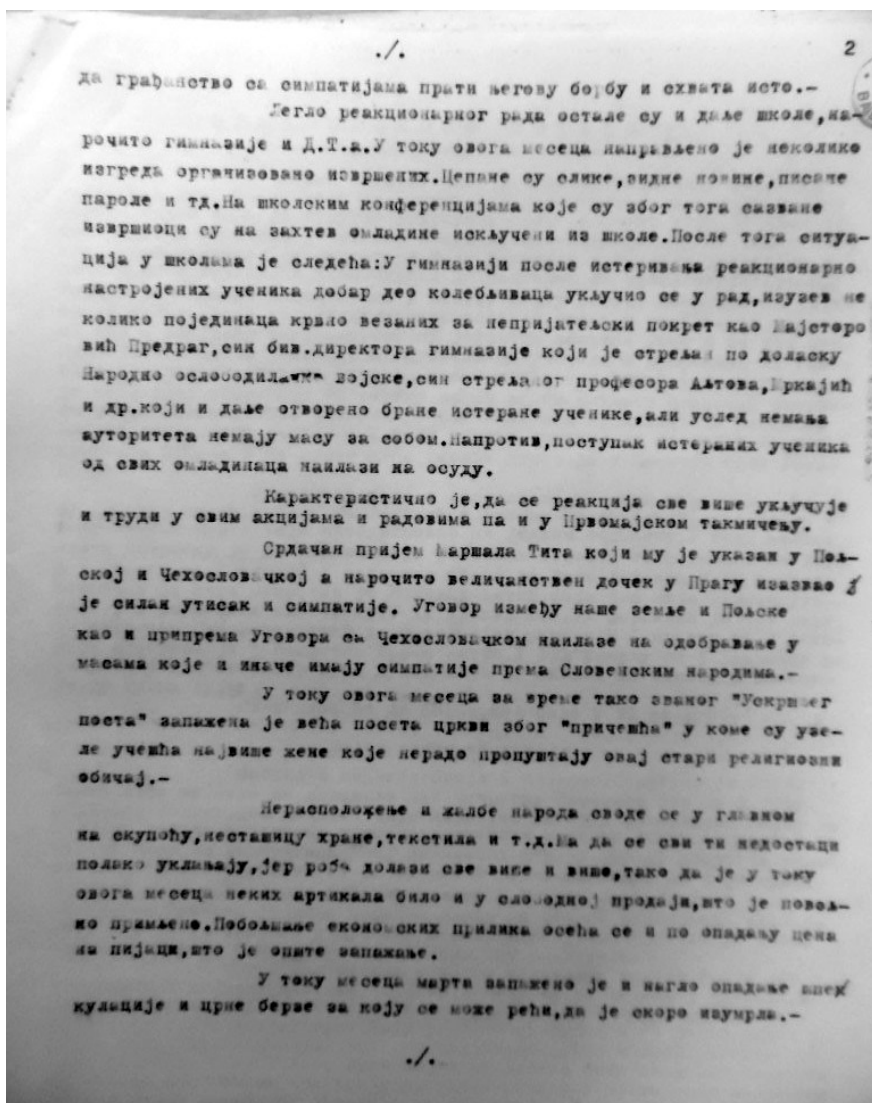 ./.
2
да грађанство са симпатијама прати његову борбу и схвата исто.-
Легло реакционарног рада остале су и даље школе,на-
рочито гимназије и Д.Т.а.У току овога месеца направљено је неколико
изгреда организовано извршених.Цепане су слике,зидне новине,писане
пароле и тд.На школским конференцијама које су због тога сазване
извршиоци су на захтев омладине искључени из школе.После тога ситуа-
ција у школама је следећа:У гимназији после истеривања реакционарно
настројених ученика добар део колебљиваца укључио се у рад,изузев не
колико појединаца крвно везаних за непријатељски покрет као Мајсторо
вић Предраг,син бив.директора гимназије који је стрељан по доласку
Народно ослободилачке војске,син стрељаног професора Алтова,
и др.који и даље отворено бране истеране ученике,али услед немања
ауторитета немају масу за собом.Напротив,поступак истераних ученика
од свих омладинаца наилази на осуду.
Карактеристично је,да се реакција све више укључује
и труди у свим акцијама и радовима па и у Првомајском такмичењу.
Срдачан пријем Маршала Тита који му је указан у Пољ-
ској и Чехословачкој а нарочито величанствен дочек у Прагу изазвао
је силан утисак и симпатије. Уговор између наше земље и Пољске
као и припрема Уговора са Чехословачком наилазе на одобравање у
масама које и иначе имају симпатије према Словенским народима.-
У току овога месеца за време тако званог "Ускршњег
поста" запажена је већа посета цркви због "причешћа" у коме су узе-
ле учешћа највише жене које нерадо пропуштају овај стари религиозни
обичај.-
Нерасположење и жалбе народа своде се у главном
на скупоћу,несташицу хране,текстила и т.д.Ма да се сви ти недостаци
полако уклањају,јер роба долази све више и више,тако да је у току
овога месеца неких артикала било и у слободној продаји,што је повољ-
но примљено.Побољшање економских прилика осећа се и по опадању цена
на пијаци,што је опште запажање.
У току месеца марта запажено је и нагло опадање шпек
кулације и црне берзе за коју се може рећи,да је скоро изумрла.-
./.